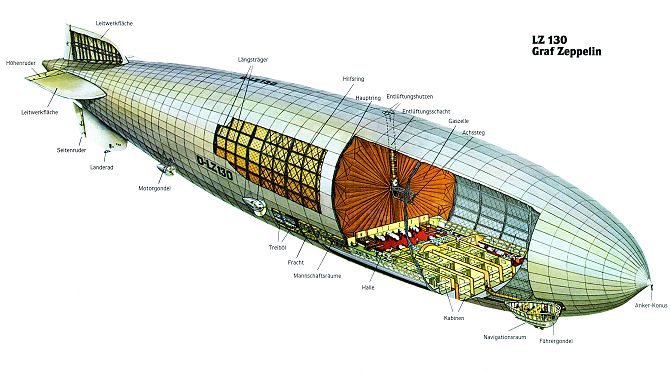 LZ 130
Graf Zeppelin
Leitwerkfläche
Höhenruder
Längsträger
Hilfsring
Hauptring
Entlüftungshutzen
Entlüftungsschacht
Gaszelle
Achssteg
Leitwerkfläche
Seitenruder
Landerad
Motorgondel
D-LZ130
Treiböl
Fracht
Mannschaftsräume
Halle
Kabinen
Navigationsraum
Führergondel
Anker-Konus